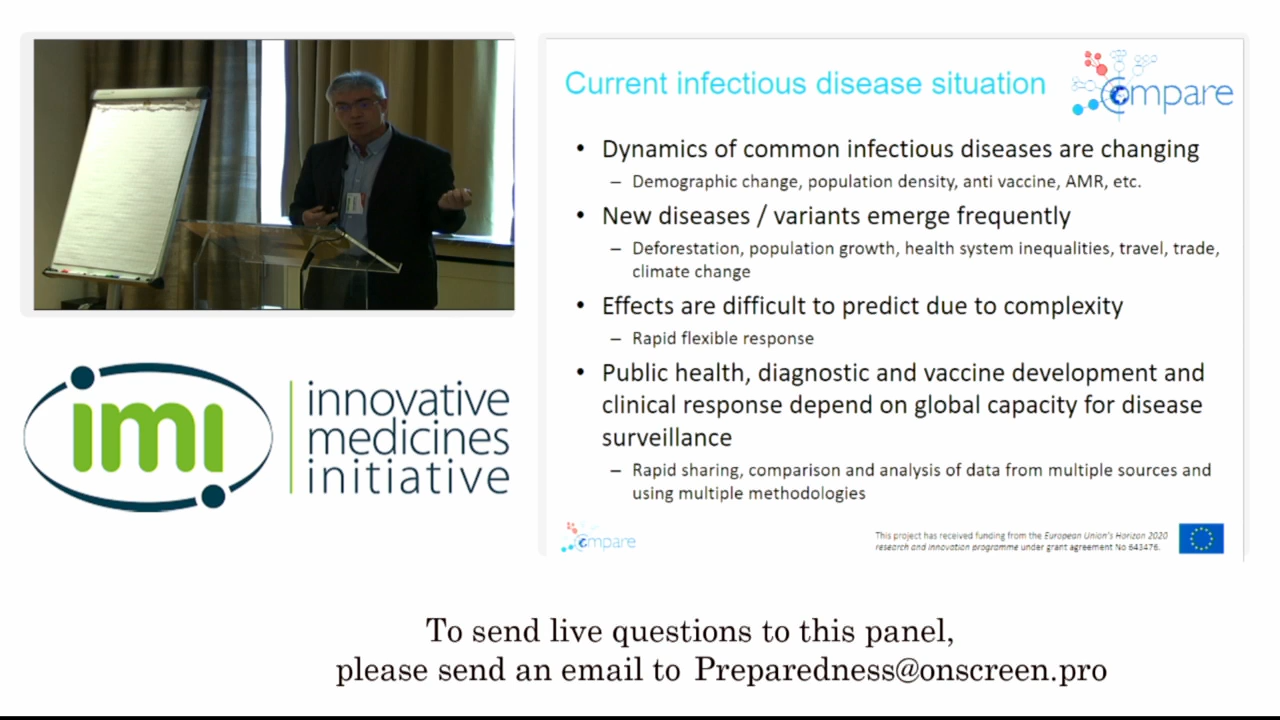 Current infectious disease situation
Compare
• Dynamics of common infectious diseases are changing
– Demographic change, population density, anti vaccine, AMR, etc.
• New diseases / variants emerge frequently
– Deforestation, population growth, health system inequalities, travel, trade,
climate change
• Effects are difficult to predict due to complexity
– Rapid flexible response
• Public health, diagnostic and vaccine development and
clinical response depend on global capacity for disease
surveillance
– Rapid sharing, comparison and analysis of data from multiple sources and
using multiple methodologies
Compare
This project has received funding from the European Union's Horizon 2020
research and innovation programme under grant agreement No 643476.
imi
innovative
medicines
initiative
To send live questions to this panel,
please send an email to Preparedness@onscreen.pro